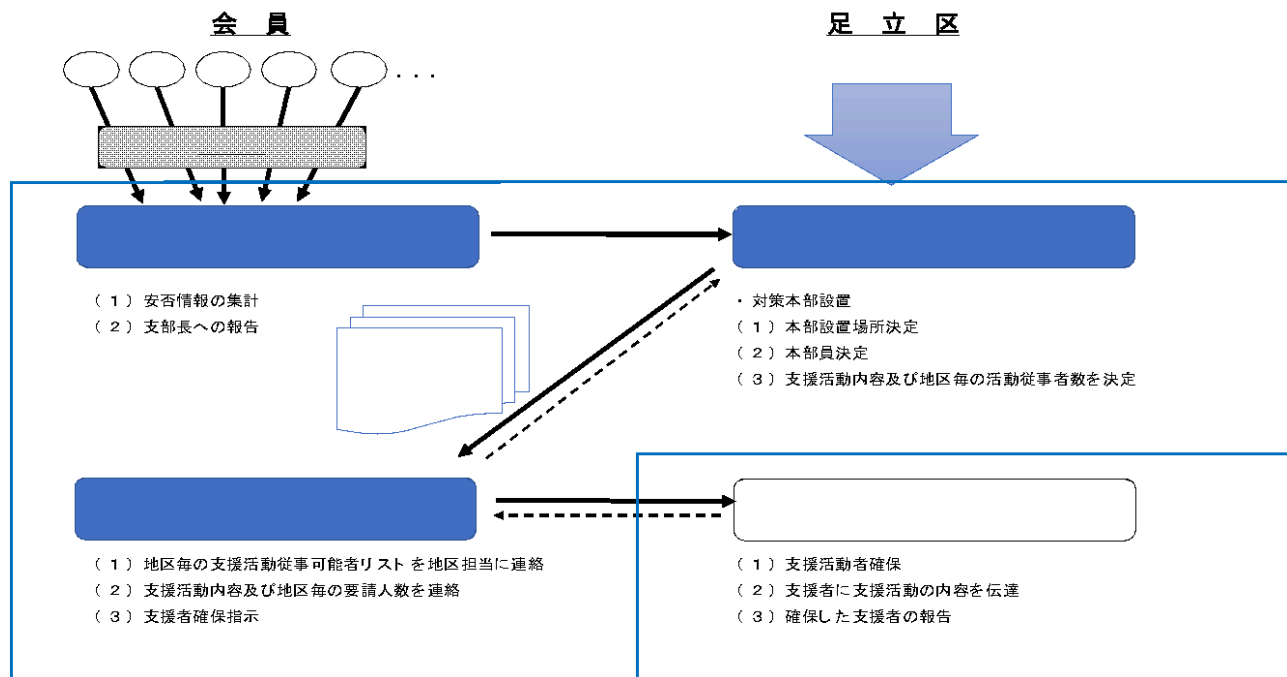 会 員
足 立 区
・・・
（１）安否情報の集計
（２）支部長への報告
・対策本部設置
（１）本部設置場所決定
（２）本部員決定
（３）支援活動内容及び地区毎の活動従事者数を決定
（１）地区毎の支援活動従事可能者リストを地区担当に連絡
（２）支援活動内容及び地区毎の要請人数を連絡
（３）支援者確保指示
（１）支援活動者確保
（２）支援者に支援活動の内容を伝達
（３）確保した支援者の報告